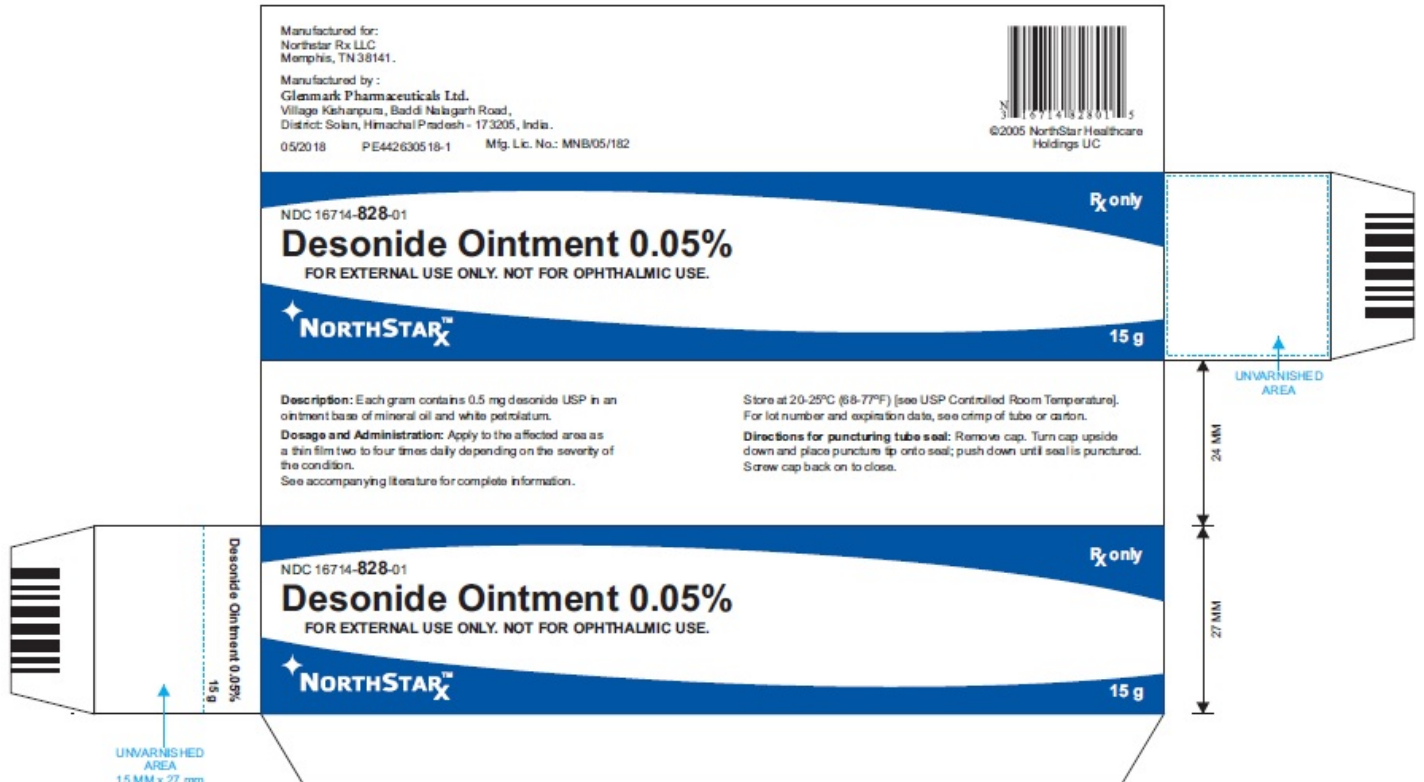 Manufactured for:
Northstar Rx LLC
Memphis, TN 38141.
Manufactured by :
Glenmark Pharmaceuticals Ltd.
Village Kishanpura, Baddi Nalagarh Road,
District: Solan, Himachal Pradesh - 173205, India.
05/2018 PE442630518-1 Mfg. Lic. No.: MNB/05/182
N
3 16714 82801 5
©2005 NorthStar Healthcare
Holdings UC
Rx only
NDC 16714-828-01
Desonide Ointment 0.05%
FOR EXTERNAL USE ONLY. NOT FOR OPHTHALMIC USE.
NORTHSTARX™
15 g
UNVARNISHED
AREA
Description: Each gram contains 0.5 mg desonide USP in an
ointment base of mineral oil and white petrolatum.
Dosage and Administration: Apply to the affected area as
a thin film two to four times daily depending on the severity of
the condition.
See accompanying literature for complete information.
Store at 20-25°C (68-77°F) [see USP Controlled Room Temperature].
For lot number and expiration date, see crimp of tube or carton.
Directions for puncturing tube seal: Remove cap. Turn cap upside
down and place puncture tip onto seal; push down until seal is punctured.
Screw cap back on to close.
24 MM
Rx only
NDC 16714-828-01
Desonide Ointment 0.05%
FOR EXTERNAL USE ONLY. NOT FOR OPHTHALMIC USE.
NORTHSTARX™
15 g
27 MM
Desonide Ointment 0.05%
15 g
UNVARNISHED
AREA
15 MM x 27 mm